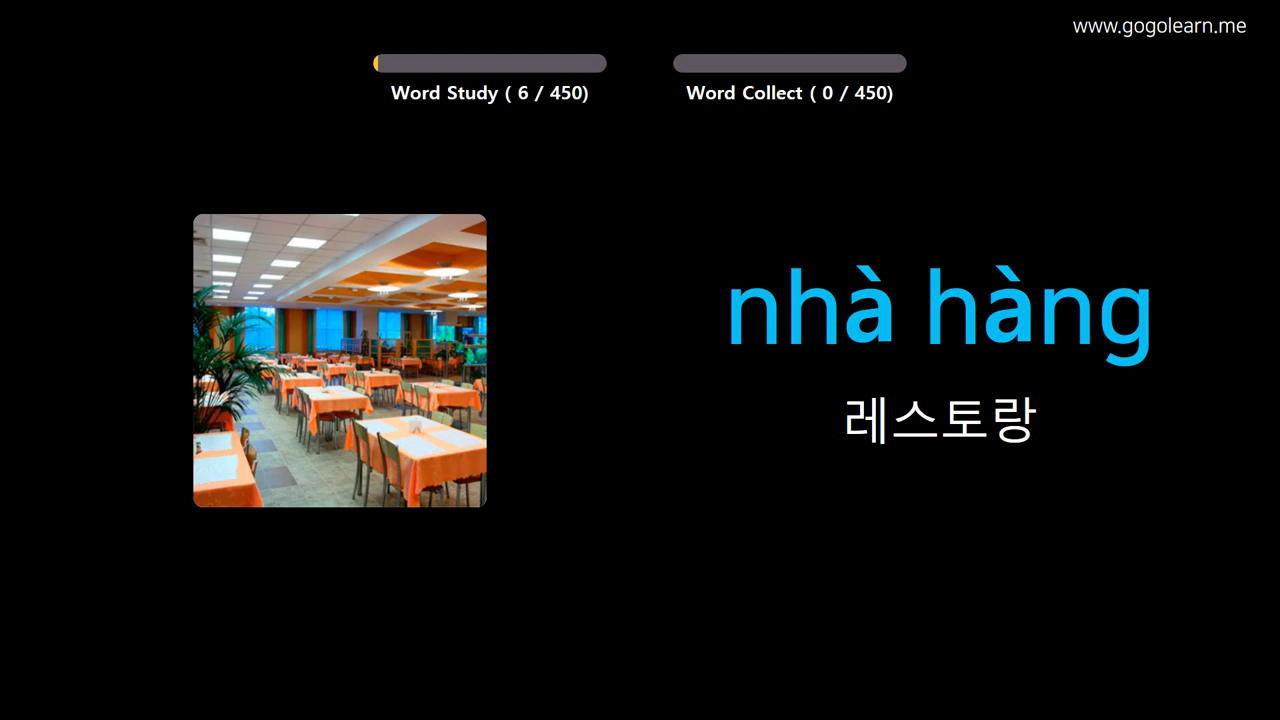 www.gogolearn.me
Word Study ( 6 / 450)
Word Collect ( 0 / 450)
nhà hàng
레스토랑